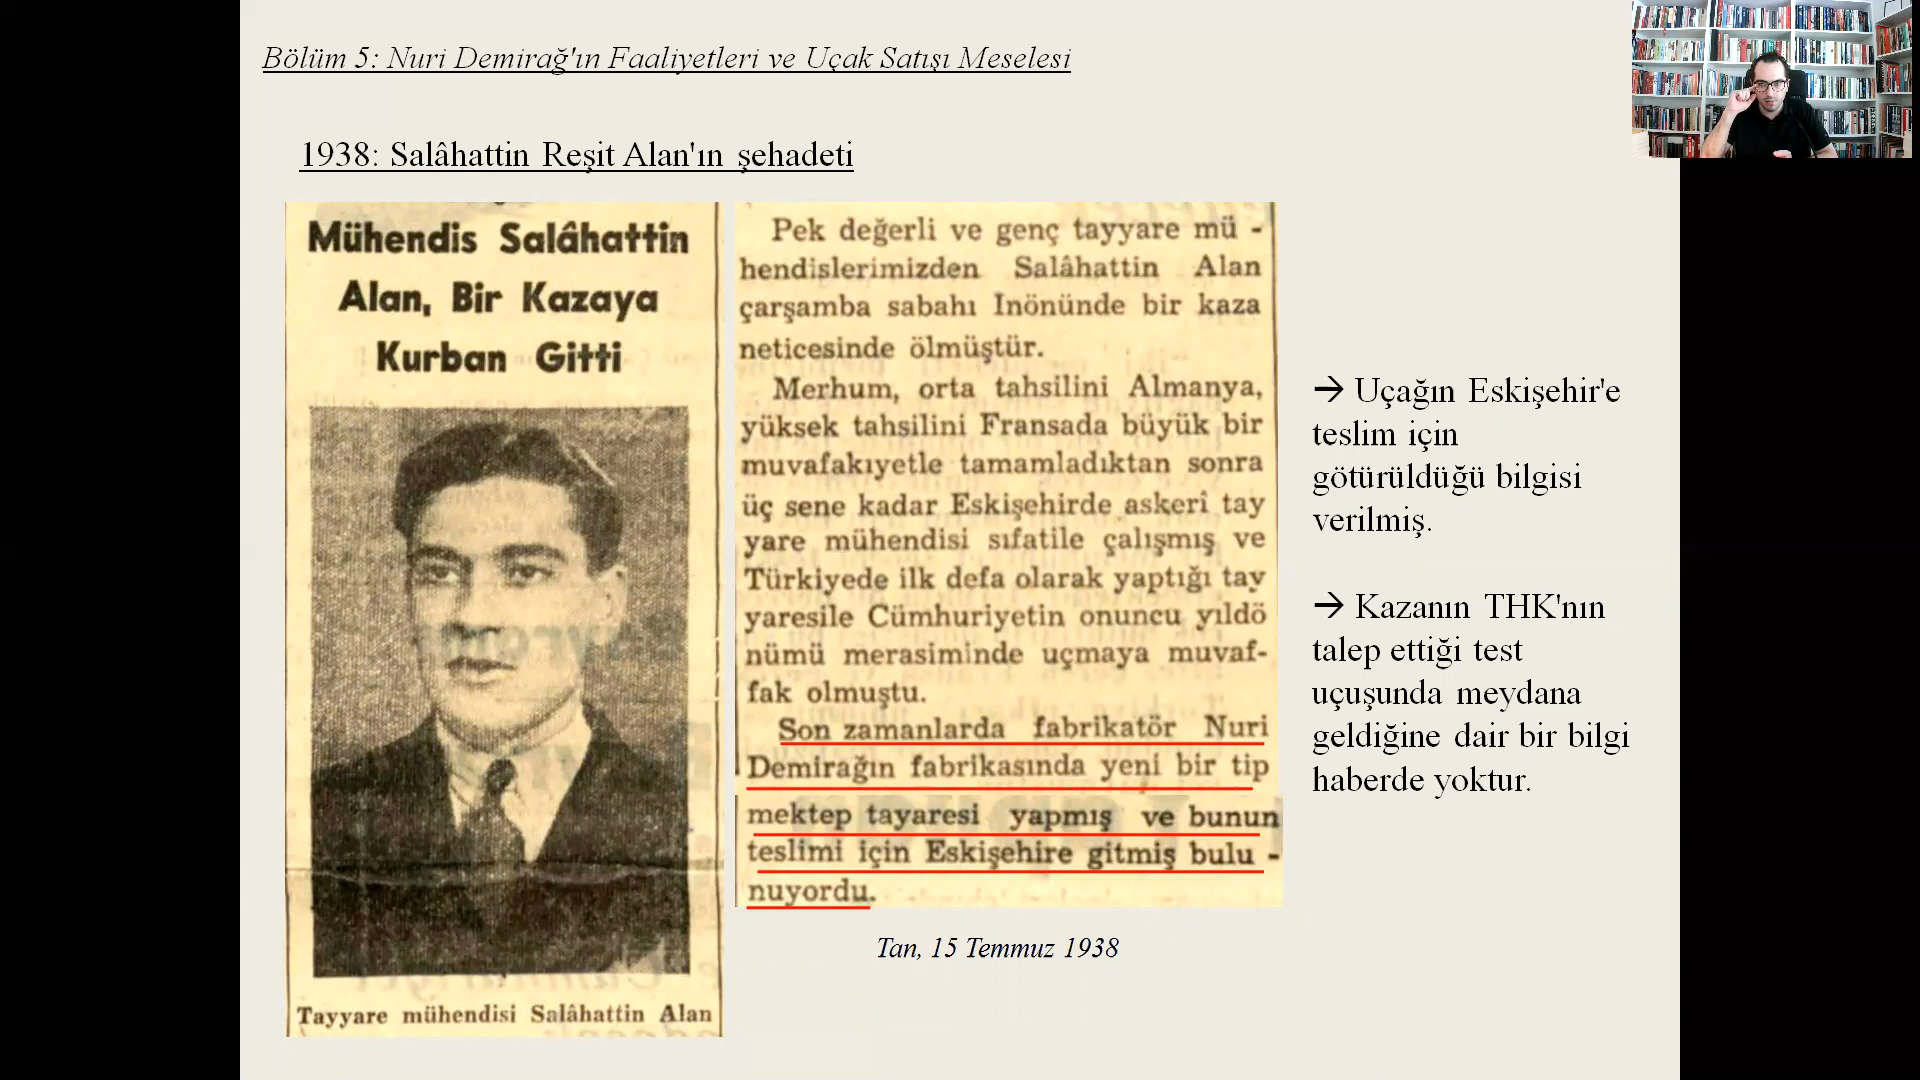 Bölüm 5: Nuri Demirağ'ın Faaliyetleri ve Uçak Satışı Meselesi
1938: Salâhattin Reşit Alan'ın şehadeti
Mühendis Salâhattin
Alan, Bir Kazaya
Kurban Gitti
Tayyare mühendisi Salâhattin Alan
Pek değerli ve genç tayyare mü -
hendislerimizden Salâhattin Alan
çarşamba sabahı Inönünde bir kaza
neticesinde ölmüştür.
Merhum, orta tahsilini Almanya,
yüksek tahsilini Fransada büyük bir
muvafakıyetle tamamladıktan sonra
üç sene kadar Eskişehirde askerî tay
yare mühendisi sıfatile çalışmış ve
Türkiyede ilk defa olarak yaptığı tay
yaresile Cümhuriyetin onuncu yıldö
nümü merasiminde uçmaya muvaf-
fak olmuştu.
Son zamanlarda fabrikatör Nuri
Demirağın fabrikasında yeni bir tip
mektep tayaresi yapmış ve bunun
teslimi için Eskişehire gitmiş bulu -
nuyordu.
Tan, 15 Temmuz 1938
→ Uçağın Eskişehir'e
teslim için
götürüldüğü bilgisi
verilmiş.
→ Kazanın THK'nın
talep ettiği test
uçuşunda meydana
geldiğine dair bir bilgi
haberde yoktur.